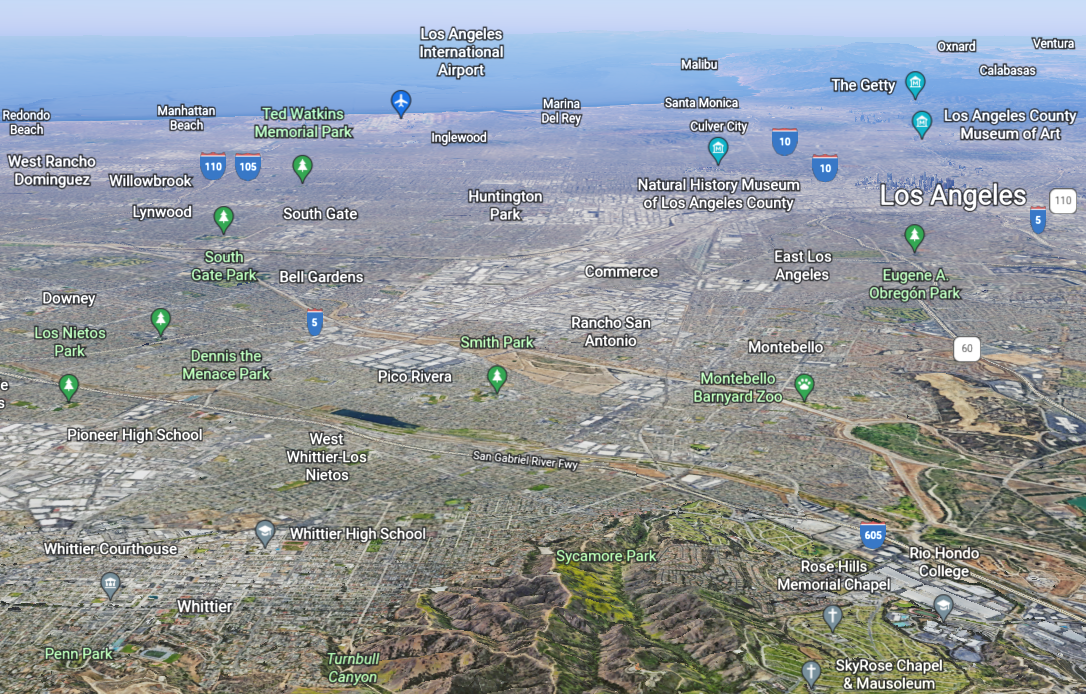 Los Angeles
International
Airport
Oxnard
Ventura
Malibu
Calabasas
The Getty
Redondo
Beach
Manhattan
Beach
Ted Watkins
Memorial Park
Marina
Del Rey
Santa Monica
Los Angeles County
Museum of Art
Inglewood
Culver City
10
10
West Rancho
Dominguez
110
105
Willowbrook
Natural History Museum
of Los Angeles County
Los Angeles
110
5
Huntington
Park
Lynwood
South Gate
South
Gate Park
Bell Gardens
Commerce
East Los
Angeles
Eugene A.
Obregón Park
Downey
5
Rancho San
Antonio
Los Nietos
Park
Smith Park
Montebello
60
Dennis the
Menace Park
Pico Rivera
Montebello
Barnyard Zoo
e
s
Pioneer High School
West
Whittier-Los
Nietos
San Gabriel River Fwy
Whittier High School
605
Whittier Courthouse
Sycamore Park
Rose Hills
Memorial Chapel
Rio Hondo
College
Whittier
Penn Park
Turnbull
Canyon
SkyRose Chapel
& Mausoleum